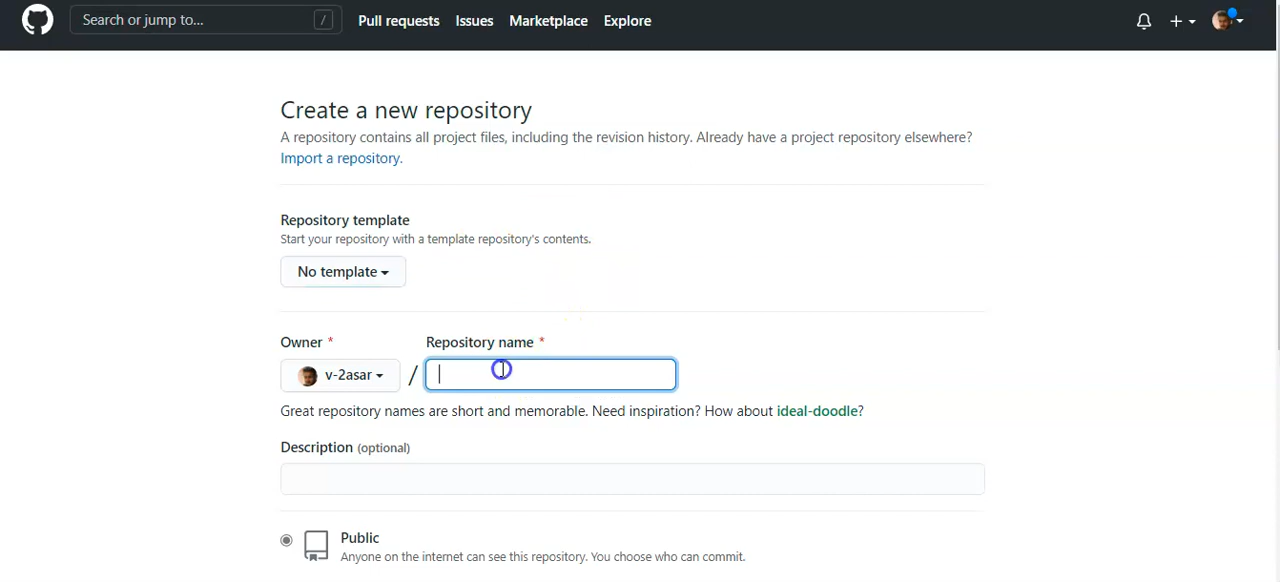 Search or jump to... / Pull requests Issues Marketplace Explore
Create a new repository
A repository contains all project files, including the revision history. Already have a project repository elsewhere?
Import a repository.
Repository template
Start your repository with a template repository's contents.
No template
Owner * Repository name *
v-2asar /
Great repository names are short and memorable. Need inspiration? How about ideal-doodle?
Description (optional)
Public
Anyone on the internet can see this repository. You choose who can commit.